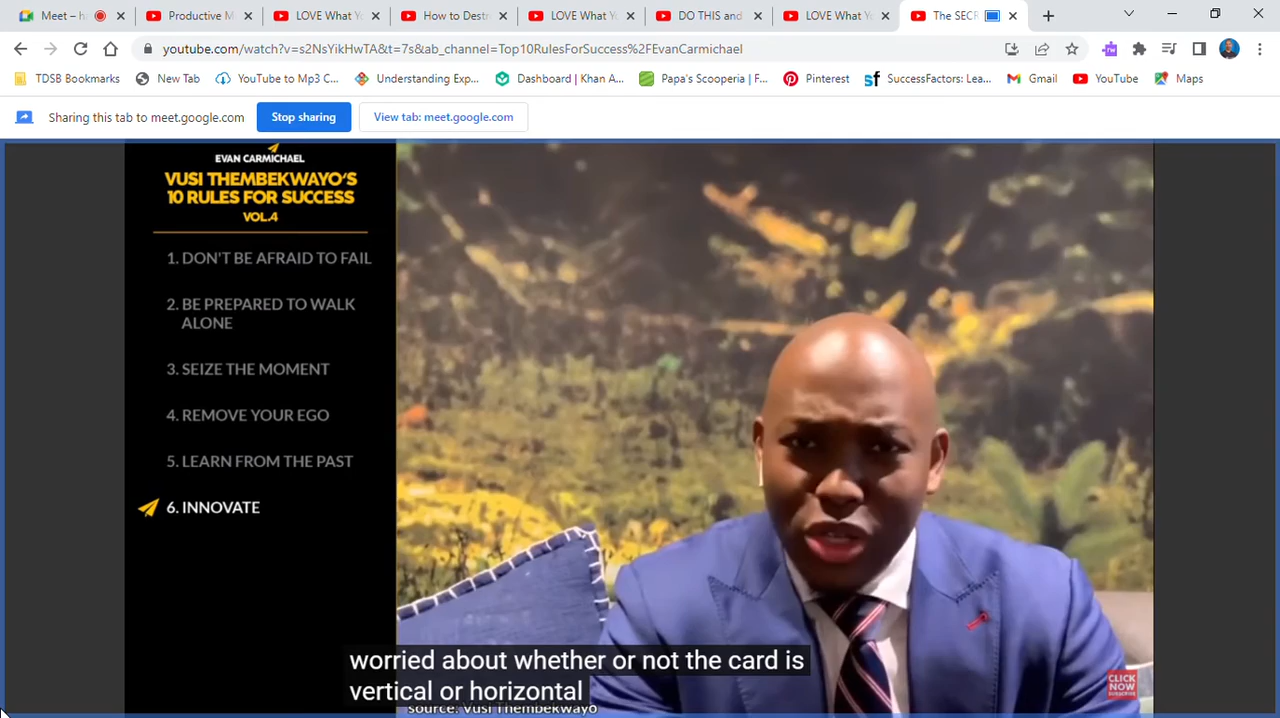 Meet – h
Productive M
LOVE What Yo
How to Destr
LOVE What Yo
DO THIS and
LOVE What Yo
The SECR
youtube.com/watch?v=s2NsYikHwTA&t=7s&ab_channel=Top10RulesForSuccess%2FEvanCarmichael
TDSB Bookmarks
New Tab
YouTube to Mp3 C...
Understanding Exp...
Dashboard | Khan A...
Papa's Scooperia | F...
Pinterest
SuccessFactors: Lea...
Gmail
YouTube
Maps
Sharing this tab to meet.google.com
Stop sharing
View tab: meet.google.com
EVAN CARMICHAEL
VUSI THEMBEKWAYO'S
10 RULES FOR SUCCESS
VOL.4
1. DON'T BE AFRAID TO FAIL
2. BE PREPARED TO WALK
ALONE
3. SEIZE THE MOMENT
4. REMOVE YOUR EGO
5. LEARN FROM THE PAST
6. INNOVATE
worried about whether or not the card is
vertical or horizontal
source: Vusi Thembekwayo
CLICK
NOW
SUBSCRIBE